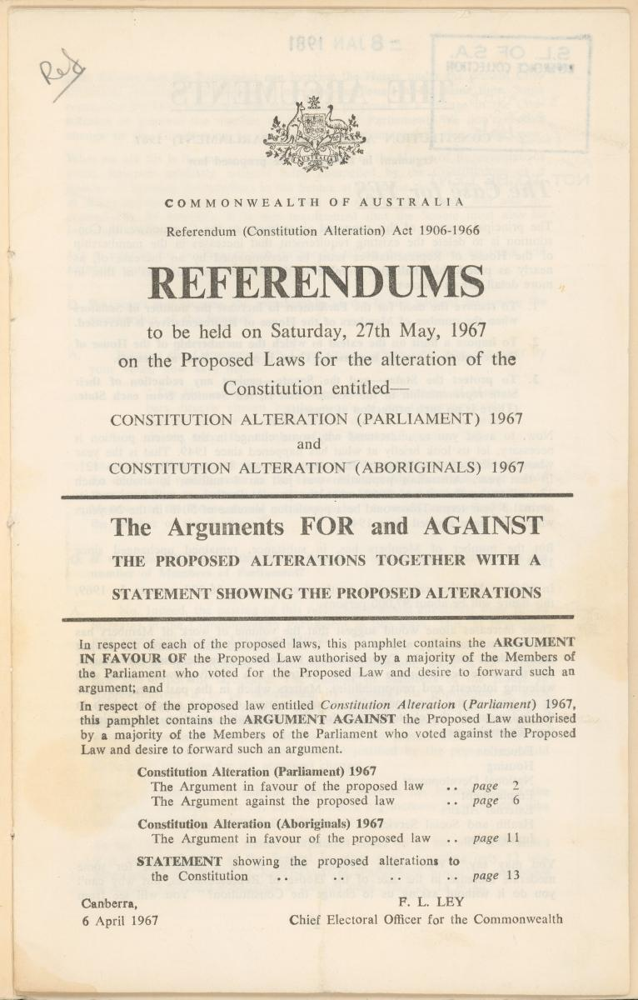 Ref
COMMONWEALTH OF AUSTRALIA
Referendum (Constitution Alteration) Act 1906-1966
REFERENDUMS
to be held on Saturday, 27th May, 1967
on the Proposed Laws for the alteration of the
Constitution entitled—
CONSTITUTION ALTERATION (PARLIAMENT) 1967
and
CONSTITUTION ALTERATION (ABORIGINALS) 1967
The Arguments FOR and AGAINST
THE PROPOSED ALTERATIONS TOGETHER WITH A
STATEMENT SHOWING THE PROPOSED ALTERATIONS
In respect of each of the proposed laws, this pamphlet contains the ARGUMENT
IN FAVOUR OF the Proposed Law authorised by a majority of the Members of
the Parliament who voted for the Proposed Law and desire to forward such an
argument; and
In respect of the proposed law entitled Constitution Alteration (Parliament) 1967,
this pamphlet contains the ARGUMENT AGAINST the Proposed Law authorised
by a majority of the Members of the Parliament who voted against the Proposed
Law and desire to forward such an argument.
Constitution Alteration (Parliament) 1967
The Argument in favour of the proposed law .. page 2
The Argument against the proposed law .. page 6
Constitution Alteration (Aboriginals) 1967
The Argument in favour of the proposed law .. page 11
STATEMENT showing the proposed alterations to
the Constitution .. .. .. .. page 13
Canberra,
6 April 1967
F. L. LEY
Chief Electoral Officer for the Commonwealth